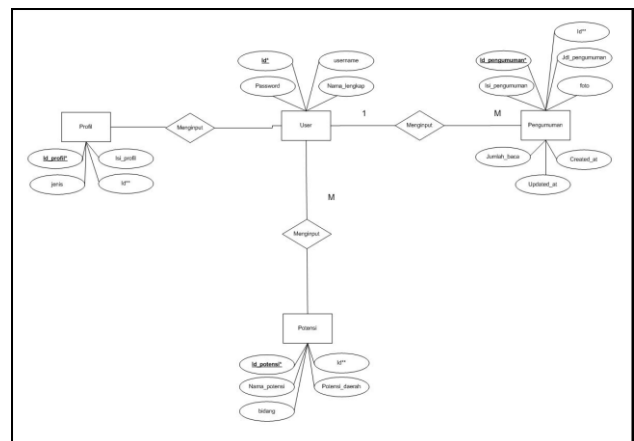 Id**
Id*
username
id_pengumuman*
Jdl_pengumuman
Password
Nama_lengkap
Isi_pengumuman
foto
Profil
Menginput
User
1
Menginput
M
Pengumuman
Id_profil*
Isi_profil
Jumlah_baca
Created_at
jenis
Id**
Updated_at
M
Menginput
Potensi
Id_potensi*
Id**
Nama_potensi
Potensi_daerah
bidang